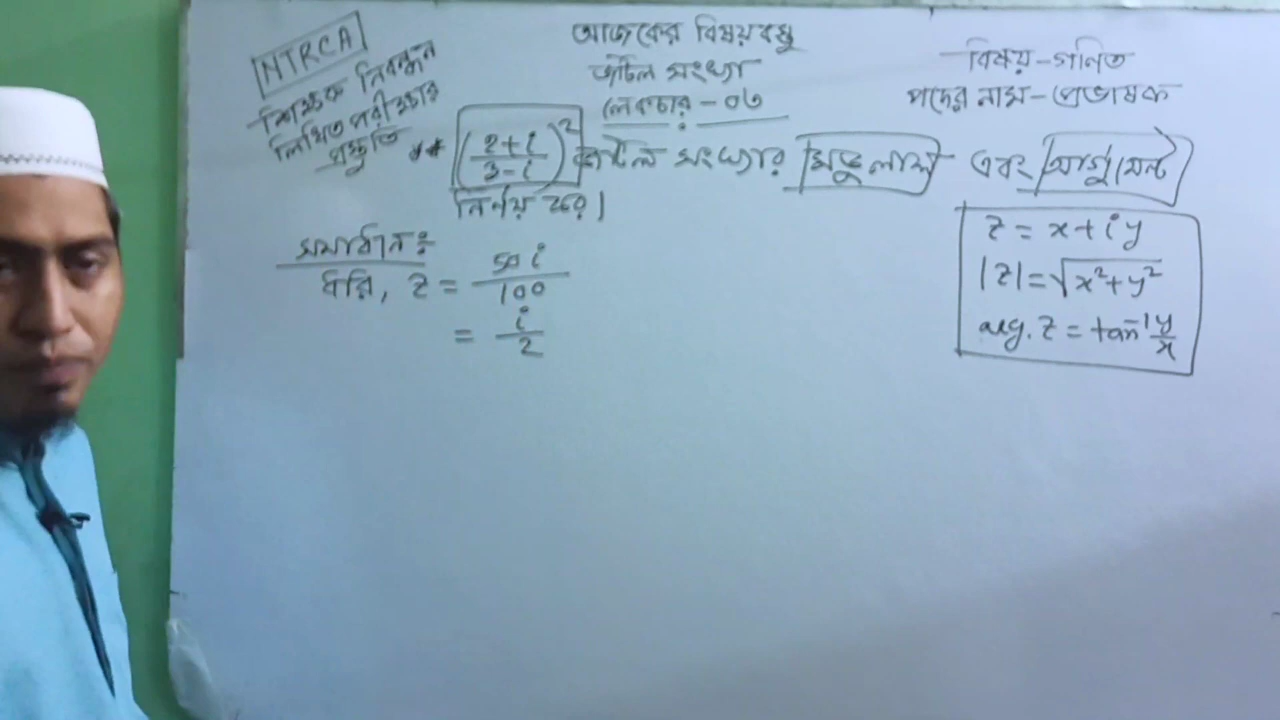 আজকের বিষয়বস্তু
জটিল সংখ্যা
লেকচার - ০৩
NTRCA
শিক্ষক নিবন্ধন
লিখিত পরীক্ষার
প্রস্তুতি
বিষয় - গনিত
পদের নাম - প্রভাষক
** ((2+i)/(3-i))² জটিল সংখ্যার মডুলাস এবং আর্গুমেন্ট
নির্ণয় কর।
সমাধান:
ধরি, z = 50i/100
= i/2
z = x + iy
|z| = √(x² + y²)
arg. z = tan⁻¹ y/x